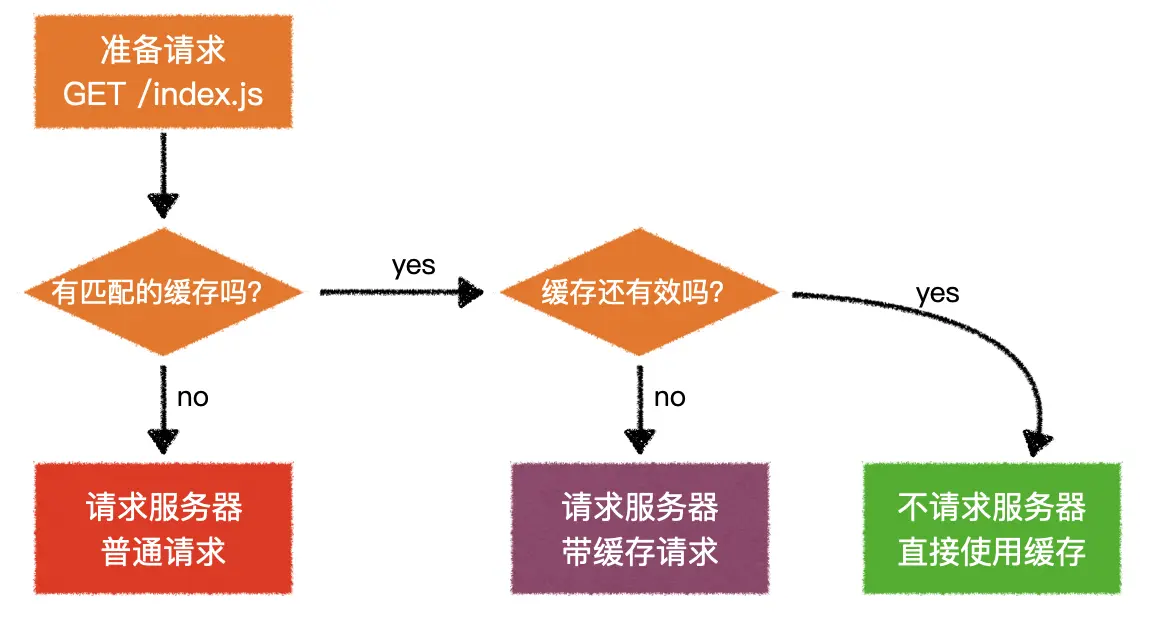 准备请求
GET /index.js
有匹配的缓存吗?
yes
缓存还有效吗?
yes
no
no
请求服务器
普通请求
请求服务器
带缓存请求
不请求服务器
直接使用缓存